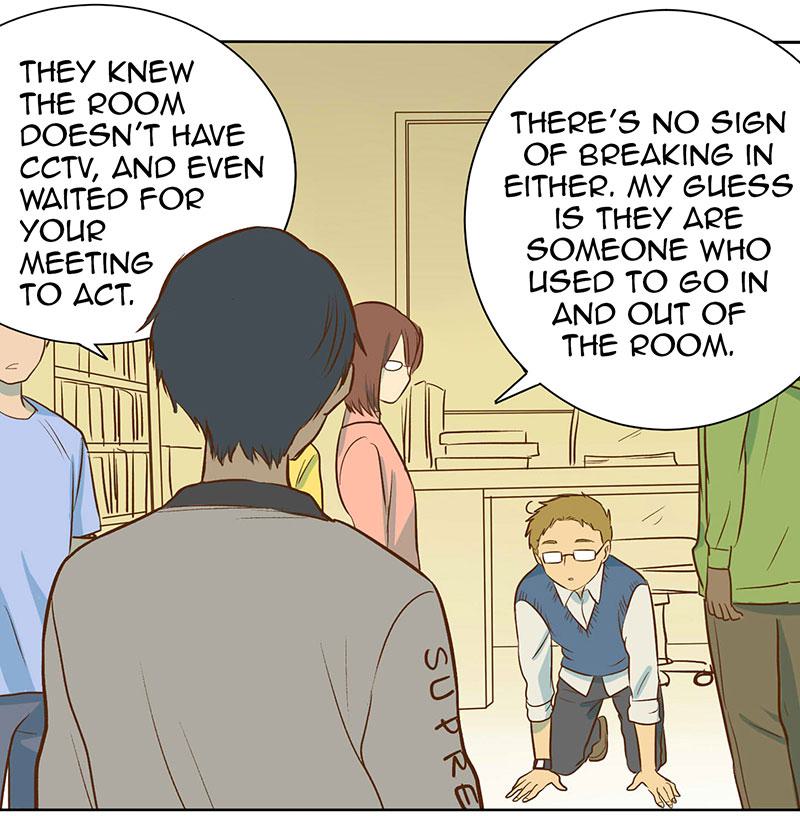 THEY KNEW
THE ROOM
DOESN'T HAVE
CCTV, AND EVEN
WAITED FOR
YOUR
MEETING
TO ACT.
THERE'S NO SIGN
OF BREAKING IN
EITHER. MY GUESS
IS THEY ARE
SOMEONE WHO
USED TO GO IN
AND OUT OF
THE ROOM.
SUPRE